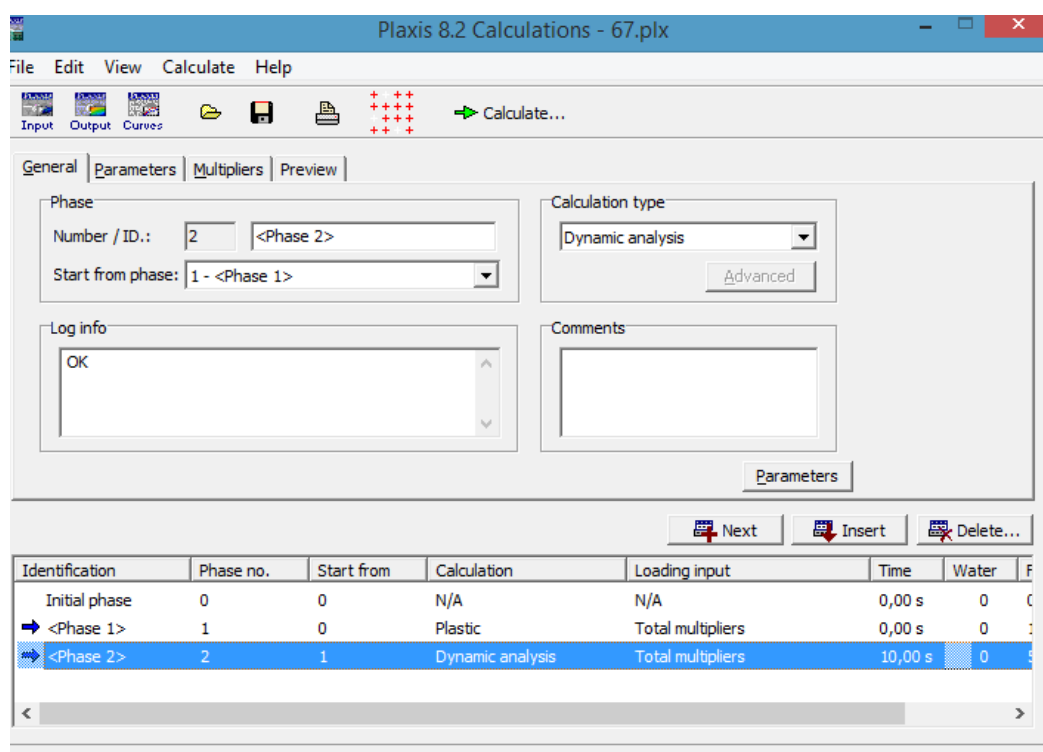 Plaxis 8.2 Calculations - 67.plx
File Edit View Calculate Help
Input Output Curves Calculate...
General Parameters Multipliers Preview
Phase
Number / ID.: 2 <Phase 2>
Start from phase: 1 - <Phase 1>
Calculation type
Dynamic analysis
Advanced
Log info
OK
Comments
Parameters
Next Insert Delete...
Identification Phase no. Start from Calculation Loading input Time Water F
Initial phase 0 0 N/A N/A 0,00 s 0
<Phase 1> 1 0 Plastic Total multipliers 0,00 s 0
<Phase 2> 2 1 Dynamic analysis Total multipliers 10,00 s 0